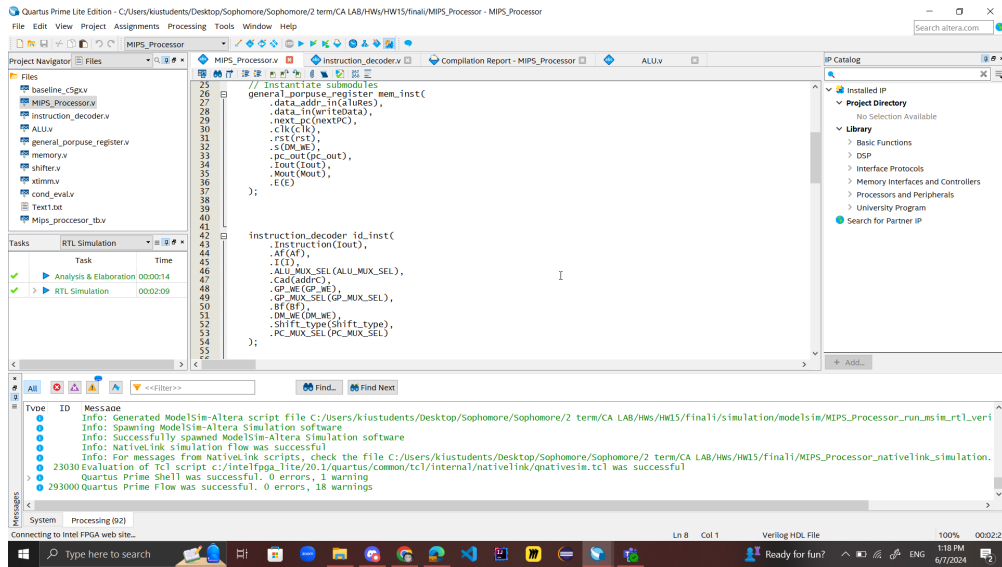 Quartus Prime Lite Edition - C:/Users/kiustudents/Desktop/Sophomore/Sophomore/2 term/CA LAB/HWs/HW15/finali/MIPS_Processor - MIPS_Processor
File Edit View Project Assignments Processing Tools Window Help
Search altera.com
MIPS_Processor
Project Navigator Files
Files
baseline_c5gx.v
MIPS_Processor.v
instruction_decoder.v
ALU.v
general_porpuse_register.v
memory.v
shifter.v
xtimm.v
cond_eval.v
Text1.txt
Mips_proccesor_tb.v
Tasks RTL Simulation
Task Time
Analysis & Elaboration 00:00:14
RTL Simulation 00:02:09
MIPS_Processor.v instruction_decoder.v Compilation Report - MIPS_Processor ALU.v
25 // Instantiate submodules
26 general_porpuse_register mem_inst(
27 .data_addr_in(aluRes),
28 .data_in(writeData),
29 .next_pc(nextPC),
30 .clk(clk),
31 .rst(rst),
32 .s(DM_WE),
33 .pc_out(pc_out),
34 .Iout(Iout),
35 .Mout(Mout),
36 .E(E)
37 );
38
39
40
41
42 instruction_decoder id_inst(
43 .Instruction(Iout),
44 .Af(Af),
45 .I(I),
46 .ALU_MUX_SEL(ALU_MUX_SEL),
47 .Cad(addrC),
48 .GP_WE(GP_WE),
49 .GP_MUX_SEL(GP_MUX_SEL),
50 .Bf(Bf),
51 .DM_WE(DM_WE),
52 .Shift_type(Shift_type),
53 .PC_MUX_SEL(PC_MUX_SEL)
54 );
55
56
IP Catalog
Installed IP
Project Directory
No Selection Available
Library
Basic Functions
DSP
Interface Protocols
Memory Interfaces and Controllers
Processors and Peripherals
University Program
Search for Partner IP
+ Add...
All <<Filter>> Find... Find Next
Type ID Message
Info: Generated ModelSim-Altera script file C:/Users/kiustudents/Desktop/Sophomore/Sophomore/2 term/CA LAB/HWs/HW15/finali/simulation/modelsim/MIPS_Processor_run_msim_rtl_veri
Info: Spawning ModelSim-Altera Simulation software
Info: Successfully spawned ModelSim-Altera Simulation software
Info: NativeLink simulation flow was successful
Info: For messages from NativeLink scripts, check the file C:/Users/kiustudents/Desktop/Sophomore/Sophomore/2 term/CA LAB/HWs/HW15/finali/MIPS_Processor_nativelink_simulation.
23030 Evaluation of Tcl script c:/intelfpga_lite/20.1/quartus/common/tcl/internal/nativelink/qnativesim.tcl was successful
Quartus Prime Shell was successful. 0 errors, 1 warning
293000 Quartus Prime Flow was successful. 0 errors, 18 warnings
Messages
System Processing (92)
Connecting to Intel FPGA web site... Ln 8 Col 1 Verilog HDL File 100% 00:02:2
Type here to search
Ready for fun?
ENG
1:18 PM
6/7/2024